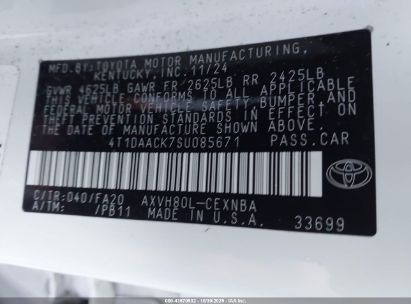 MFD. BY: TOYOTA MOTOR MANUFACTURING,
KENTUCKY, INC. 11/24
GVWR 4625LB GAWR FR 2625LB RR 2425LB
THIS VEHICLE CONFORMS TO ALL APPLICABLE
FEDERAL MOTOR VEHICLE SAFETY, BUMPER, AND
THEFT PREVENTION STANDARDS IN EFFECT ON
THE DATE OF MANUFACTURE SHOWN ABOVE.
4T1DAACK7SU085671 PASS.CAR
C/TR: 040/FA20 AXVH80L-CEXNBA
A/TM: /PB11 MADE IN U.S.A. 33699
TOYOTA